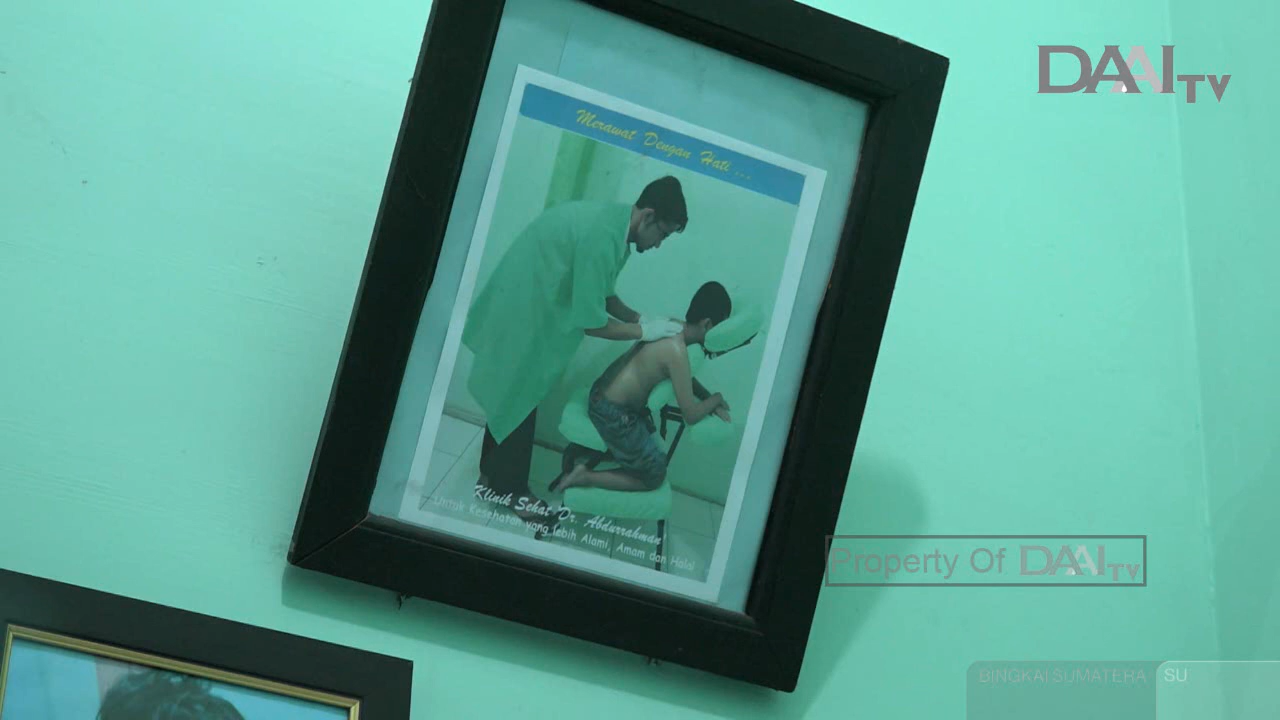 DAAI TV
Merawat Dengan Hati ...
Klinik Sehat Dr. Abdurrahman
Untuk Kesehatan yang lebih Alami, Aman dan Halal
Property Of DAAI TV
BINGKAI SUMATERA
SU